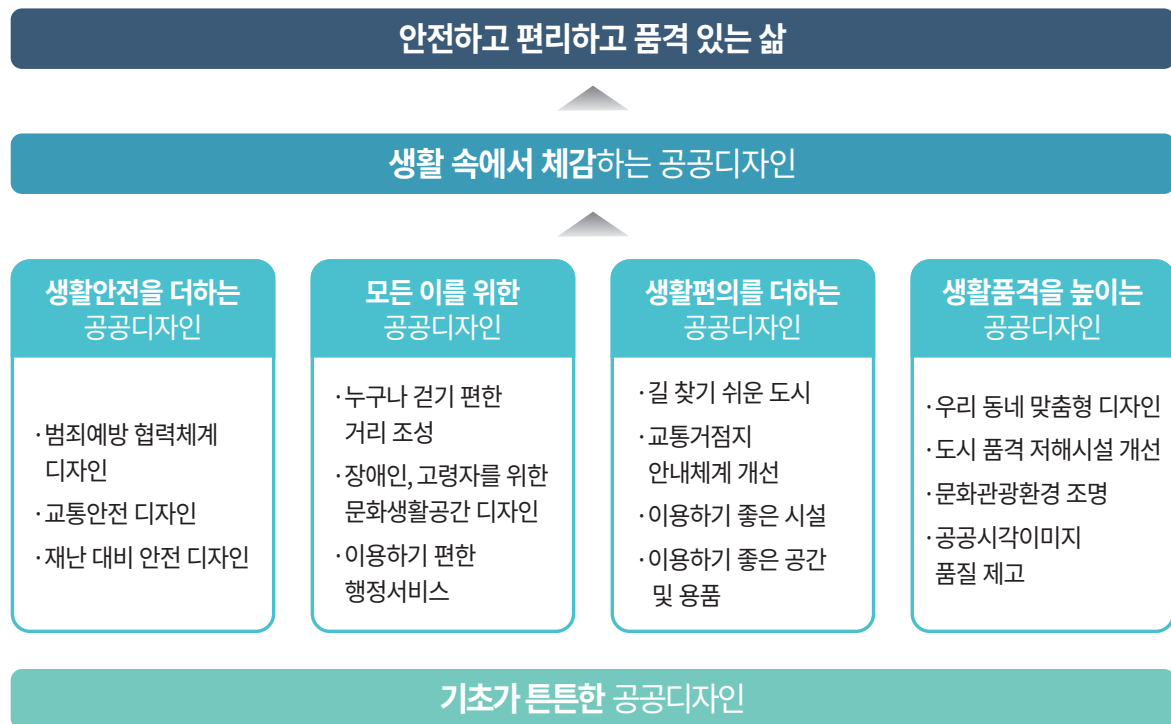 안전하고 편리하고 품격 있는 삶
생활 속에서 체감하는 공공디자인
생활안전을 더하는
공공디자인
·범죄예방 협력체계
디자인
·교통안전 디자인
·재난 대비 안전 디자인
모든 이를 위한
공공디자인
·누구나 걷기 편한
거리 조성
·장애인, 고령자를 위한
문화생활공간 디자인
·이용하기 편한
행정서비스
생활편의를 더하는
공공디자인
·길 찾기 쉬운 도시
·교통거점지
안내체계 개선
·이용하기 좋은 시설
·이용하기 좋은 공간
및 용품
생활품격을 높이는
공공디자인
·우리 동네 맞춤형 디자인
·도시 품격 저해시설 개선
·문화관광환경 조명
·공공시각이미지
품질 제고
기초가 튼튼한 공공디자인